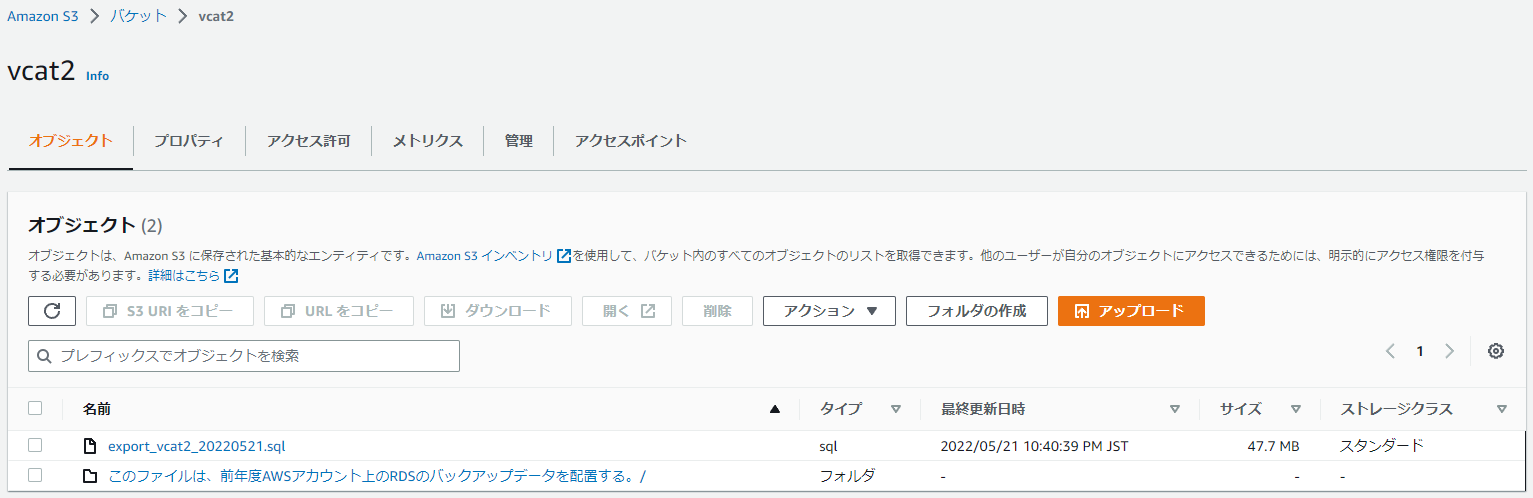 Amazon S3 > バケット > vcat2
vcat2 Info
オブジェクト プロパティ アクセス許可 メトリクス 管理 アクセスポイント
オブジェクト (2)
オブジェクトは、Amazon S3 に保存された基本的なエンティティです。Amazon S3 インベントリ を使用して、バケット内のすべてのオブジェクトのリストを取得できます。他のユーザーが自分のオブジェクトにアクセスできるためには、明示的にアクセス権限を付与
する必要があります。詳細はこちら
S3 URI をコピー URL をコピー ダウンロード 開く 削除 アクション フォルダの作成 アップロード
プレフィックスでオブジェクトを検索 1
名前 タイプ 最終更新日時 サイズ ストレージクラス
export_vcat2_20220521.sql sql 2022/05/21 10:40:39 PM JST 47.7 MB スタンダード
このファイルは、前年度AWSアカウント上のRDSのバックアップデータを配置する。/ フォルダ - - -